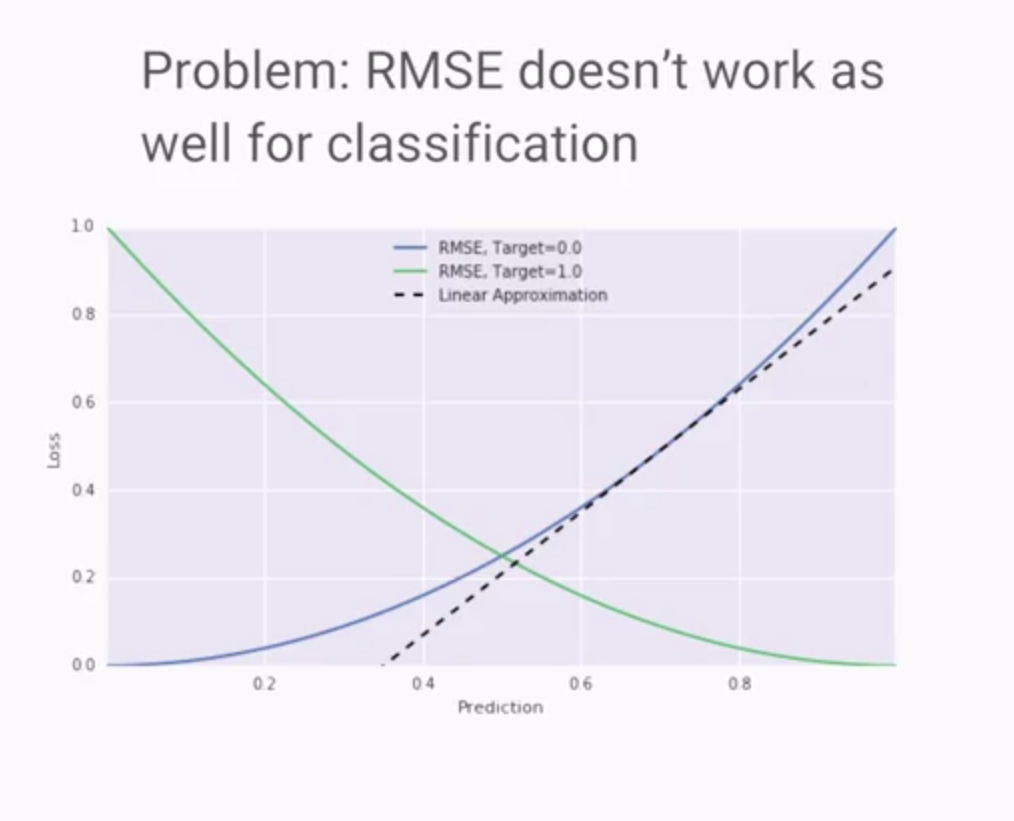 Problem: RMSE doesn’t work as
well for classification
1.0
0.8
0.6
0.4
0.2
0.0
Loss
RMSE, Target=0.0
RMSE, Target=1.0
Linear Approximation
0.2
0.4
0.6
0.8
Prediction